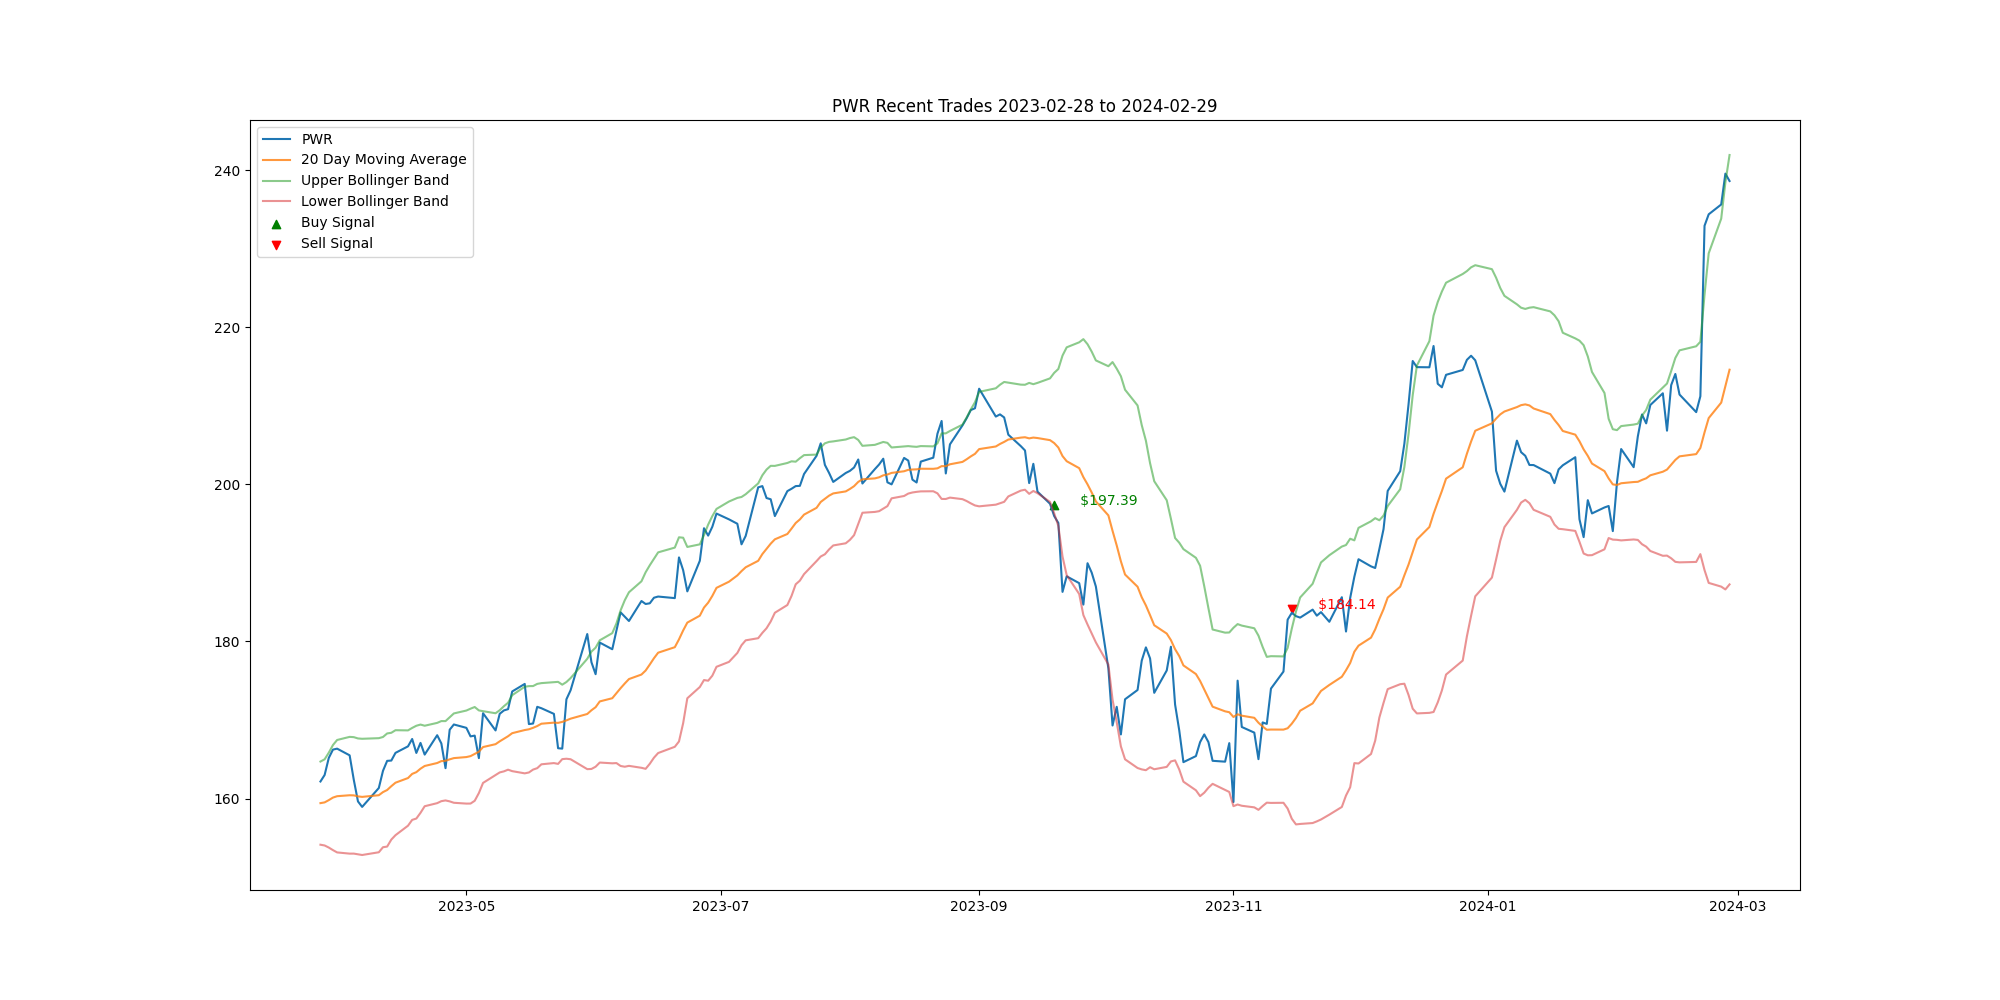 PWR Recent Trades 2023-02-28 to 2024-02-29
PWR
20 Day Moving Average
Upper Bollinger Band
Lower Bollinger Band
Buy Signal
Sell Signal
240
220
200
180
160
$197.39
$184.14
2023-05
2023-07
2023-09
2023-11
2024-01
2024-03